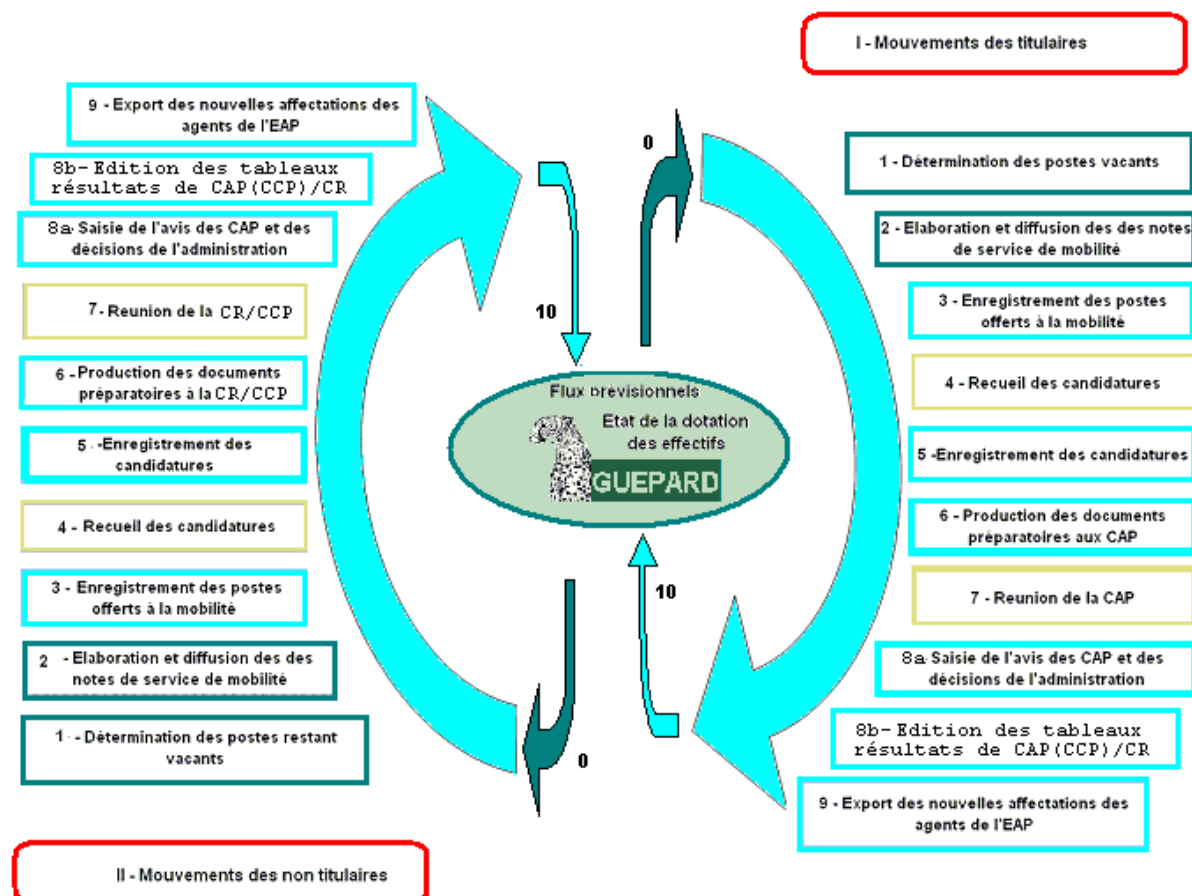 I - Mouvements des titulaires
0
1 - Détermination des postes vacants
2 - Elaboration et diffusion des des notes
de service de mobilité
3 - Enregistrement des postes
offerts à la mobilité
4 - Recueil des candidatures
5 -Enregistrement des candidatures
6 - Production des documents
préparatoires aux CAP
7 - Reunion de la CAP
8a-Saisie de l'avis des CAP et des
décisions de l'administration
8b-Edition des tableaux
résultats de CAP(CCP)/CR
9 - Export des nouvelles affectations des
agents de l'EAP
10
Flux prévisionnels
Etat de la dotation
des effectifs
GUEPARD
9 - Export des nouvelles affectations des
agents de l'EAP
8b-Edition des tableaux
résultats de CAP(CCP)/CR
8a-Saisie de l'avis des CAP et des
décisions de l'administration
7 - Reunion de la CR/CCP
6 - Production des documents
préparatoires à la CR/CCP
5 -Enregistrement des
candidatures
4 - Recueil des candidatures
3 - Enregistrement des postes
offerts à la mobilité
2 - Elaboration et diffusion des des
notes de service de mobilité
1 - Détermination des postes restant
vacants
10
0
II - Mouvements des non titulaires